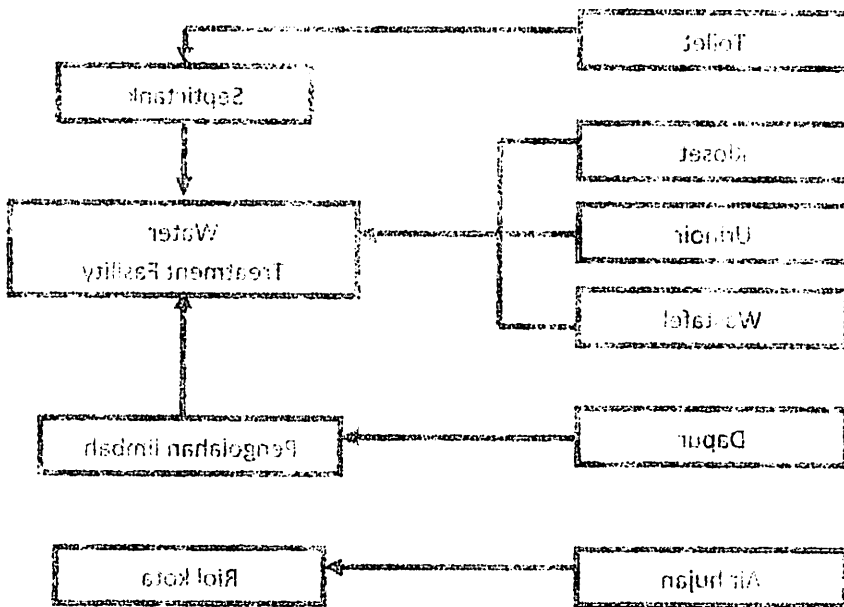 Toilet
Septictank
Kloset
Urinoir
Wastafel
Water
Treatment Fasility
Dapur
Pengolahan limbah
Air hujan
Riol kota